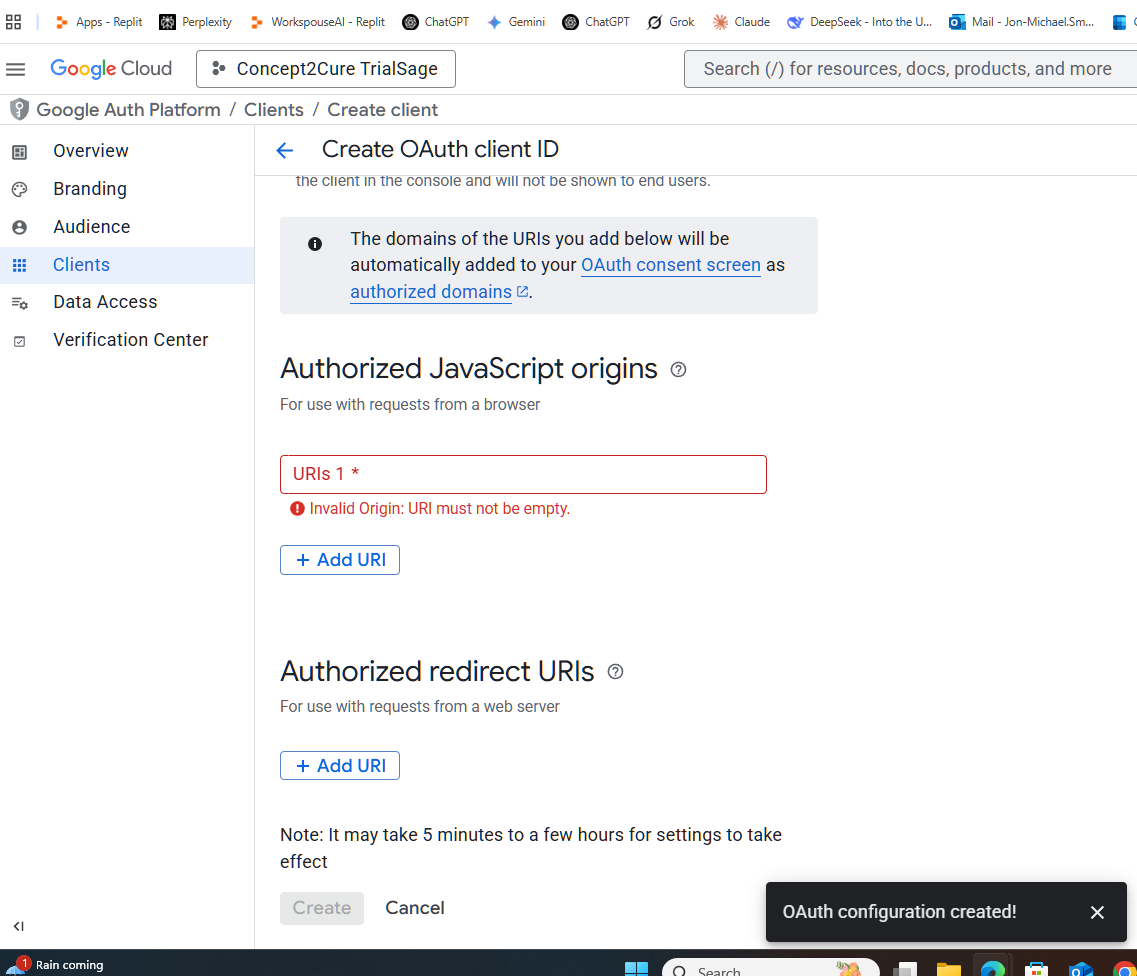 Apps - Replit
Perplexity
WorkspouseAI - Replit
ChatGPT
Gemini
ChatGPT
Grok
Claude
DeepSeek - Into the U...
Mail - Jon-Michael.Sm...
Google Cloud
Concept2Cure TrialSage
Search (/) for resources, docs, products, and more
Google Auth Platform / Clients / Create client
Overview
Branding
Audience
Clients
Data Access
Verification Center
Create OAuth client ID
the client in the console and will not be shown to end users.
The domains of the URIs you add below will be
automatically added to your OAuth consent screen as
authorized domains.
Authorized JavaScript origins
For use with requests from a browser
URIs 1 *
Invalid Origin: URI must not be empty.
+ Add URI
Authorized redirect URIs
For use with requests from a web server
+ Add URI
Note: It may take 5 minutes to a few hours for settings to take
effect
Create
Cancel
OAuth configuration created!
1
Rain coming
Search